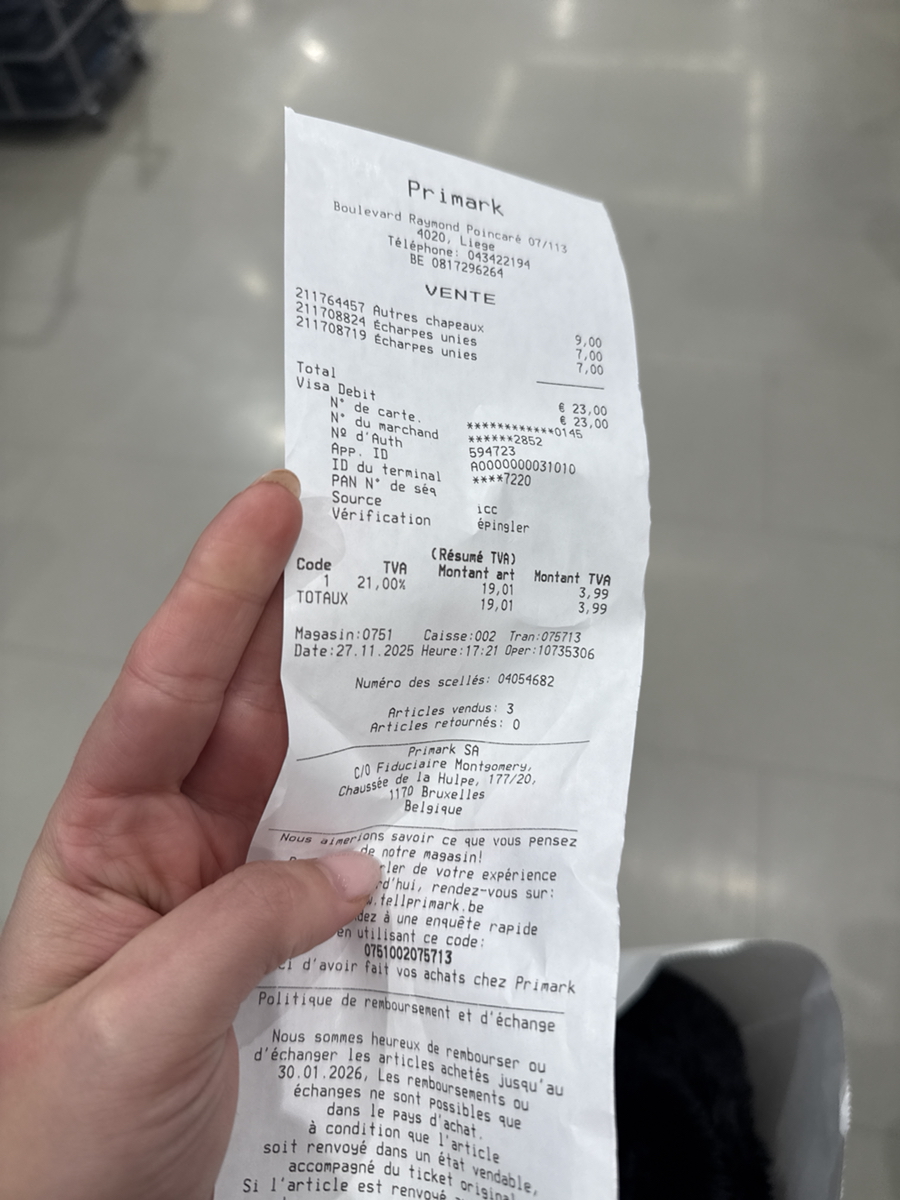 Primark
Boulevard Raymond Poincaré 07/113
4020, Liege
Téléphone: 043422194
BE 0817296264
VENTE
211764457 Autres chapeaux 9,00
211708824 Écharpes unies 7,00
211708719 Écharpes unies 7,00
Total € 23,00
Visa Debit € 23,00
N° de carte. ************0145
N° du marchand ******2852
Nº d'Auth 594723
App. ID A0000000031010
ID du terminal ****7220
PAN N° de séq
Source icc
Vérification épingler
(Résumé TVA)
Code TVA Montant art Montant TVA
1 21,00% 19,01 3,99
TOTAUX 19,01 3,99
Magasin:0751 Caisse:002 Tran:075713
Date:27.11.2025 Heure:17:21 Oper:10735306
Numéro des scellés: 04054682
Articles vendus: 3
Articles retournés: 0
Primark SA
C/O Fiduciaire Montgomery,
Chaussée de la Hulpe, 177/20,
1170 Bruxelles
Belgique
Nous aimerions savoir ce que vous pensez
de notre magasin!
de votre expérience
rendez-vous sur:
.tellprimark.be
à une enquête rapide
en utilisant ce code:
0751002075713
d'avoir fait vos achats chez Primark
Politique de remboursement et d'échange
Nous sommes heureux de rembourser ou
d'échanger les articles achetés jusqu'au
30.01.2026, Les remboursements ou
échanges ne sont possibles que
dans le pays d'achat.
à condition que l'article
soit renvoyé dans un état vendable,
accompagné du ticket original
Si l'article est renvoyé